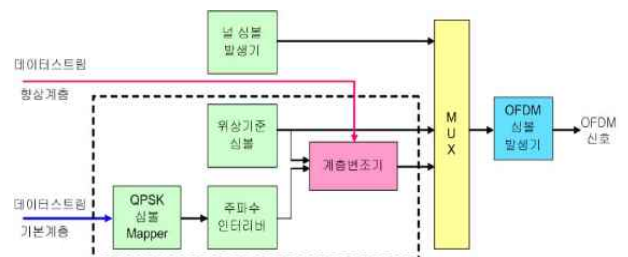 널 심볼
발생기
데이터스트림
향상계층
위상기준
심볼
계층변조기
M
U
X
OFDM
심볼
발생기
OFDM
신호
데이터스트림
기본계층
QPSK
심볼
Mapper
주파수
인터리버